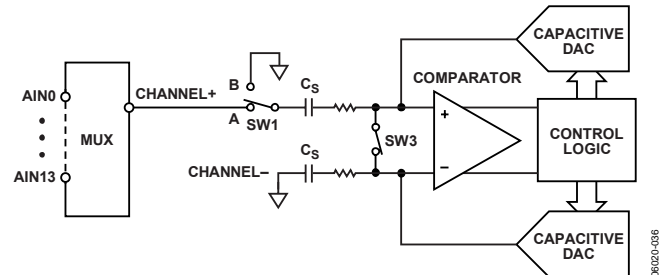 CAPACITIVE
DAC
B
COMPARATOR
CHANNEL+
CS
AIN0
A
SW1
+
MUX
SW3
CONTROL
LOGIC
CS
CHANNEL–
–
AIN13
CAPACITIVE
DAC
06020-036